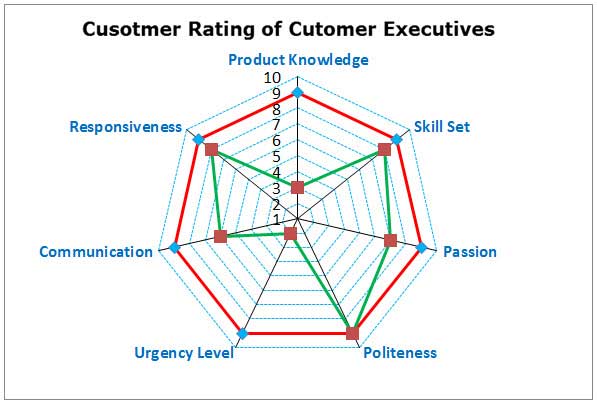 Cusotmer Rating of Cutomer Executives
Product Knowledge
10
9
8
7
6
5
4
3
2
1
Responsiveness
Skill Set
Communication
Passion
Urgency Level
Politeness